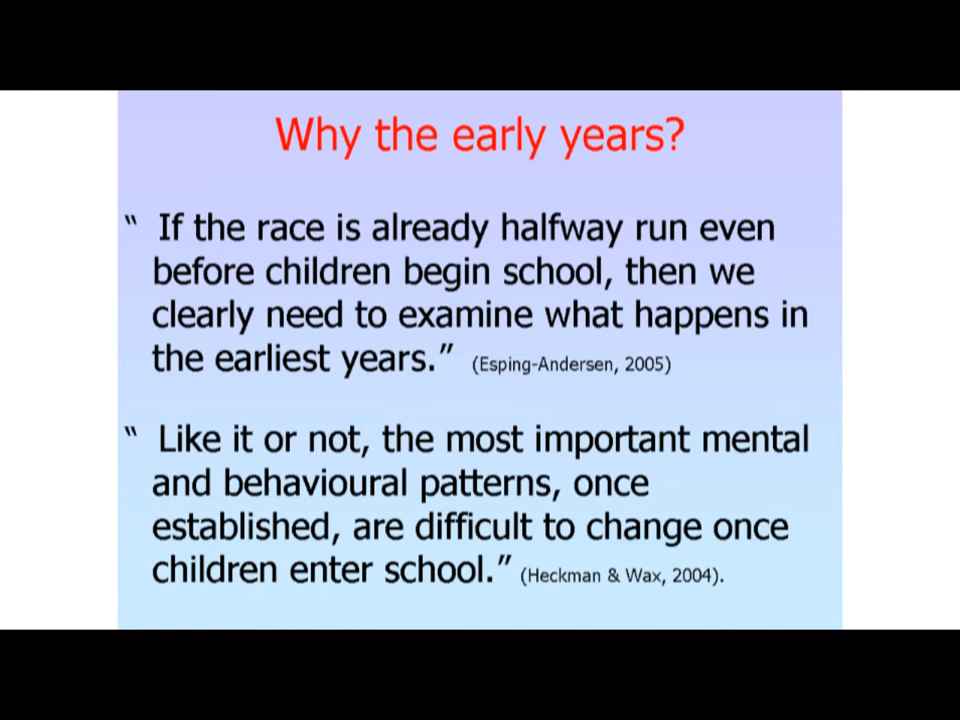 Why the early years?
“ If the race is already halfway run even
before children begin school, then we
clearly need to examine what happens in
the earliest years.” (Esping-Andersen, 2005)
“ Like it or not, the most important mental
and behavioural patterns, once
established, are difficult to change once
children enter school.” (Heckman & Wax, 2004).